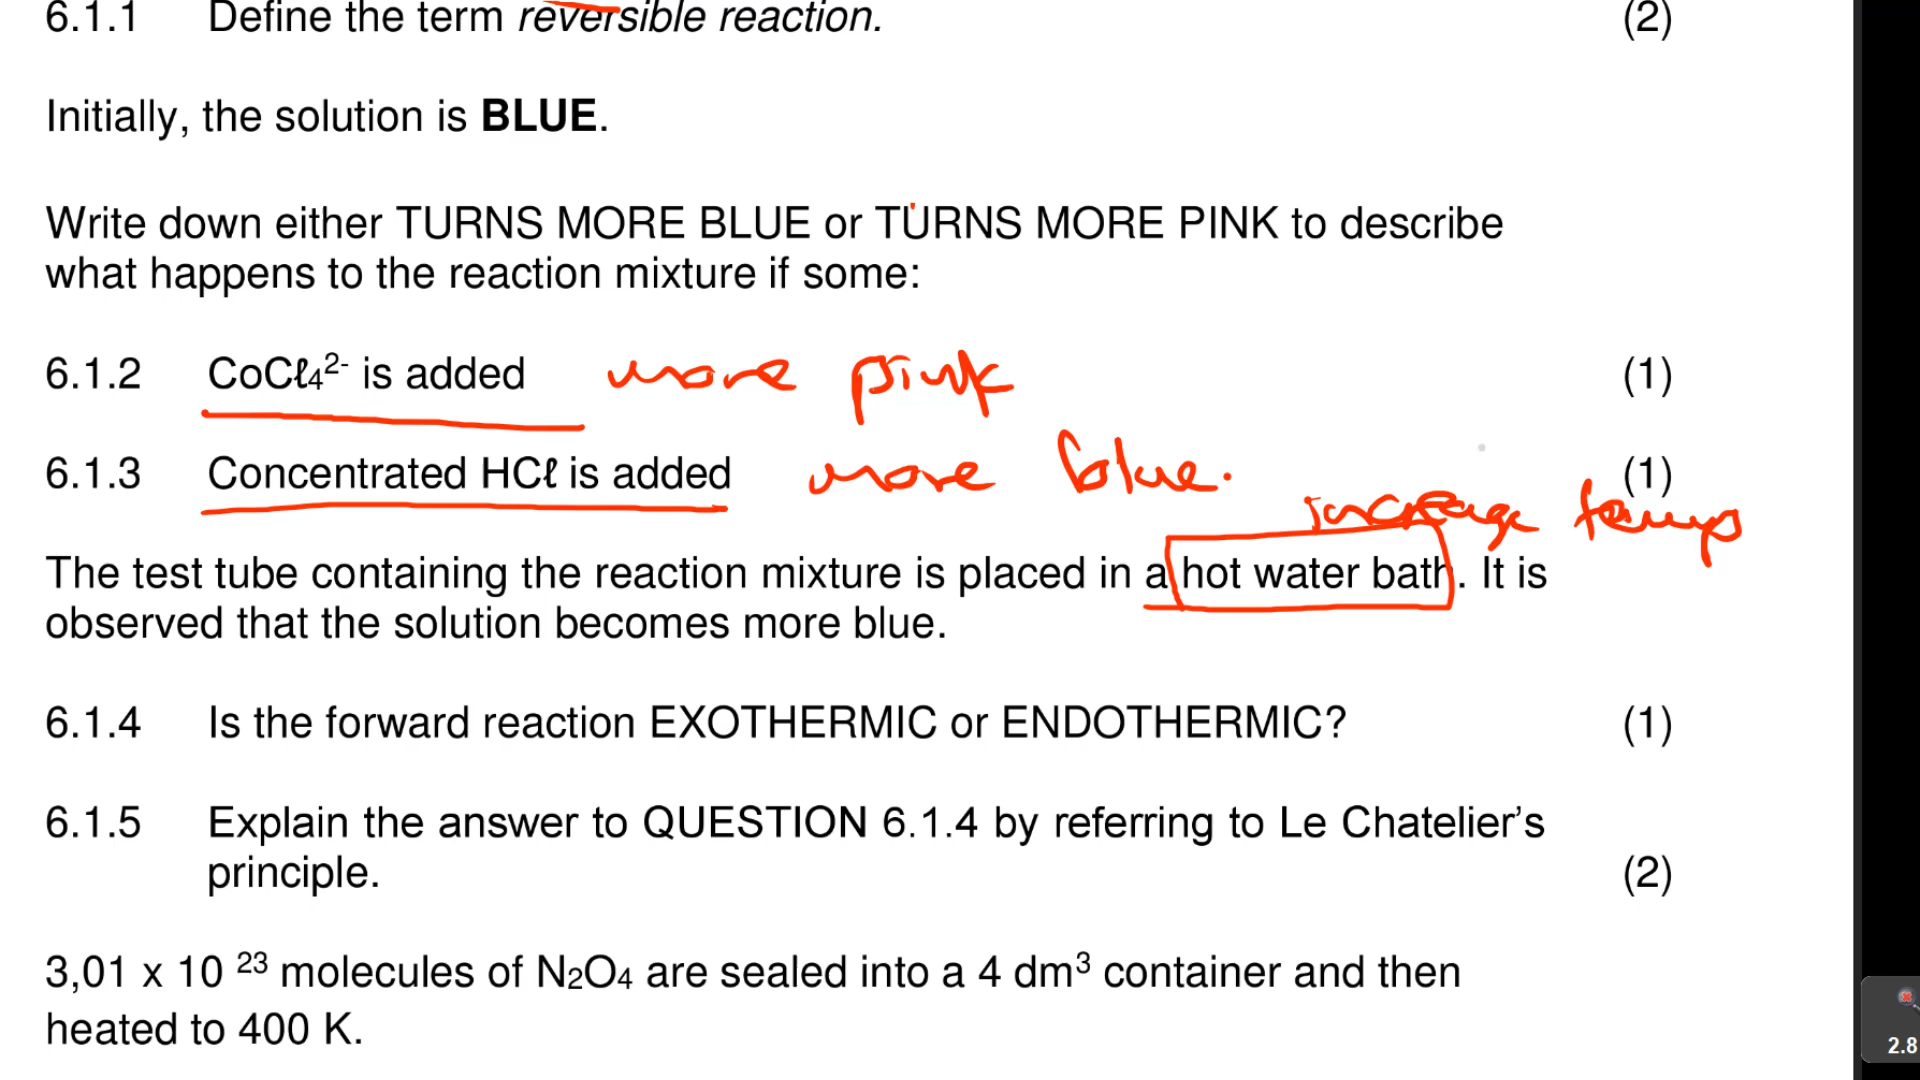 6.1.1 Define the term reversible reaction. (2)
Initially, the solution is BLUE.
Write down either TURNS MORE BLUE or TURNS MORE PINK to describe
what happens to the reaction mixture if some:
6.1.2 CoCℓ₄²⁻ is added more pink (1)
6.1.3 Concentrated HCℓ is added more blue. (1)
increase temp
The test tube containing the reaction mixture is placed in a hot water bath. It is
observed that the solution becomes more blue.
6.1.4 Is the forward reaction EXOTHERMIC or ENDOTHERMIC? (1)
6.1.5 Explain the answer to QUESTION 6.1.4 by referring to Le Chatelier’s
principle. (2)
3,01 x 10 ²³ molecules of N₂O₄ are sealed into a 4 dm³ container and then
heated to 400 K.
2.8